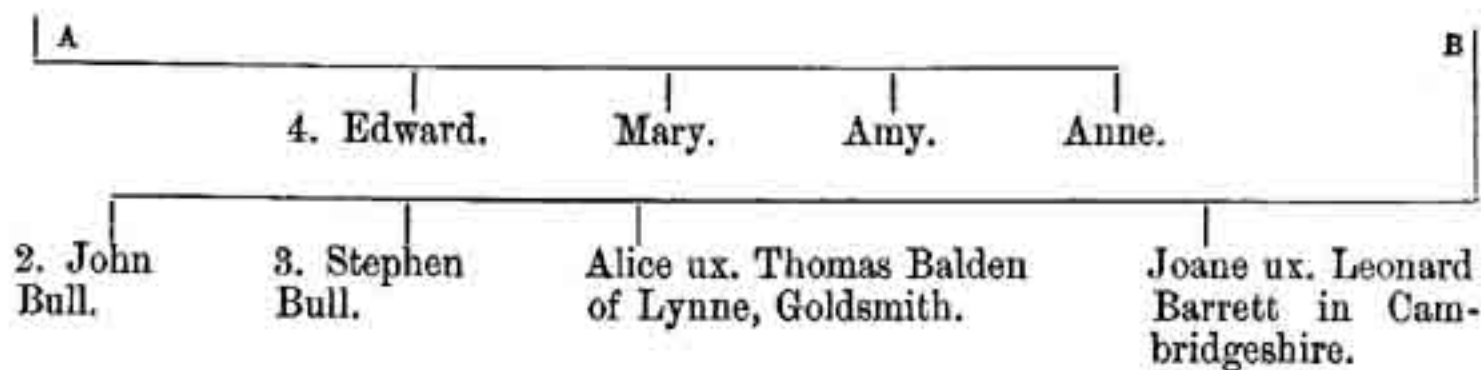 A B
4. Edward. Mary. Amy. Anne.
2. John 3. Stephen Alice ux. Thomas Balden Joane ux. Leonard
Bull. Bull. of Lynne, Goldsmith. Barrett in Cam-
bridgeshire.